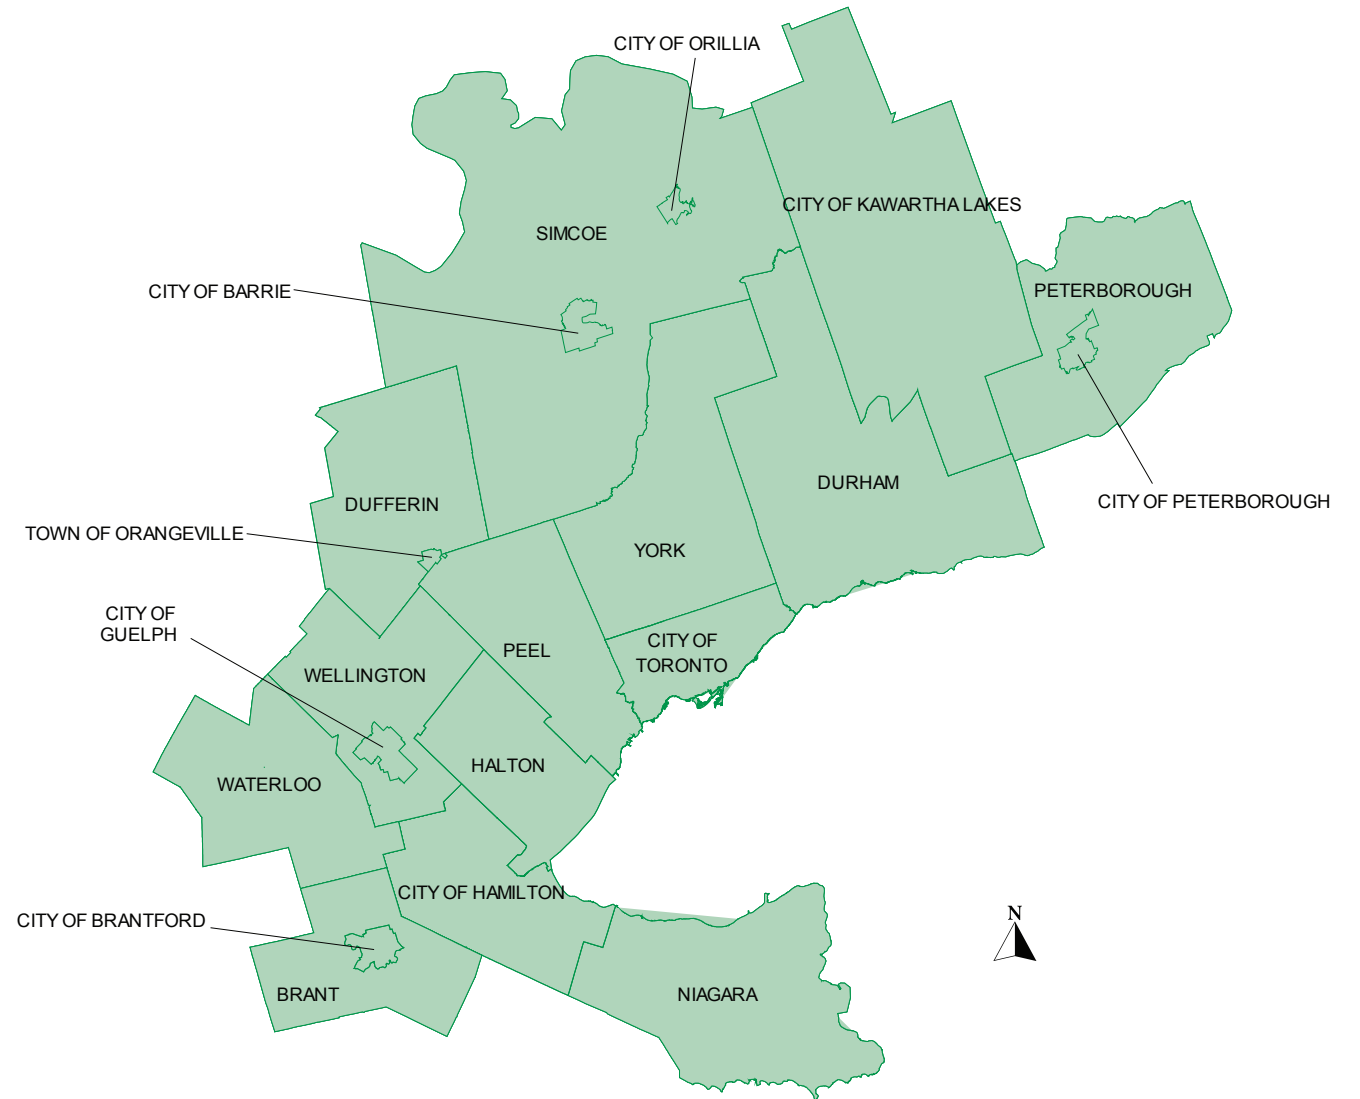 CITY OF ORILLIA
CITY OF KAWARTHA LAKES
SIMCOE
CITY OF BARRIE
PETERBOROUGH
DURHAM
CITY OF PETERBOROUGH
DUFFERIN
TOWN OF ORANGEVILLE
YORK
CITY OF
GUELPH
CITY OF
TORONTO
PEEL
WELLINGTON
HALTON
WATERLOO
CITY OF HAMILTON
CITY OF BRANTFORD
N
BRANT
NIAGARA